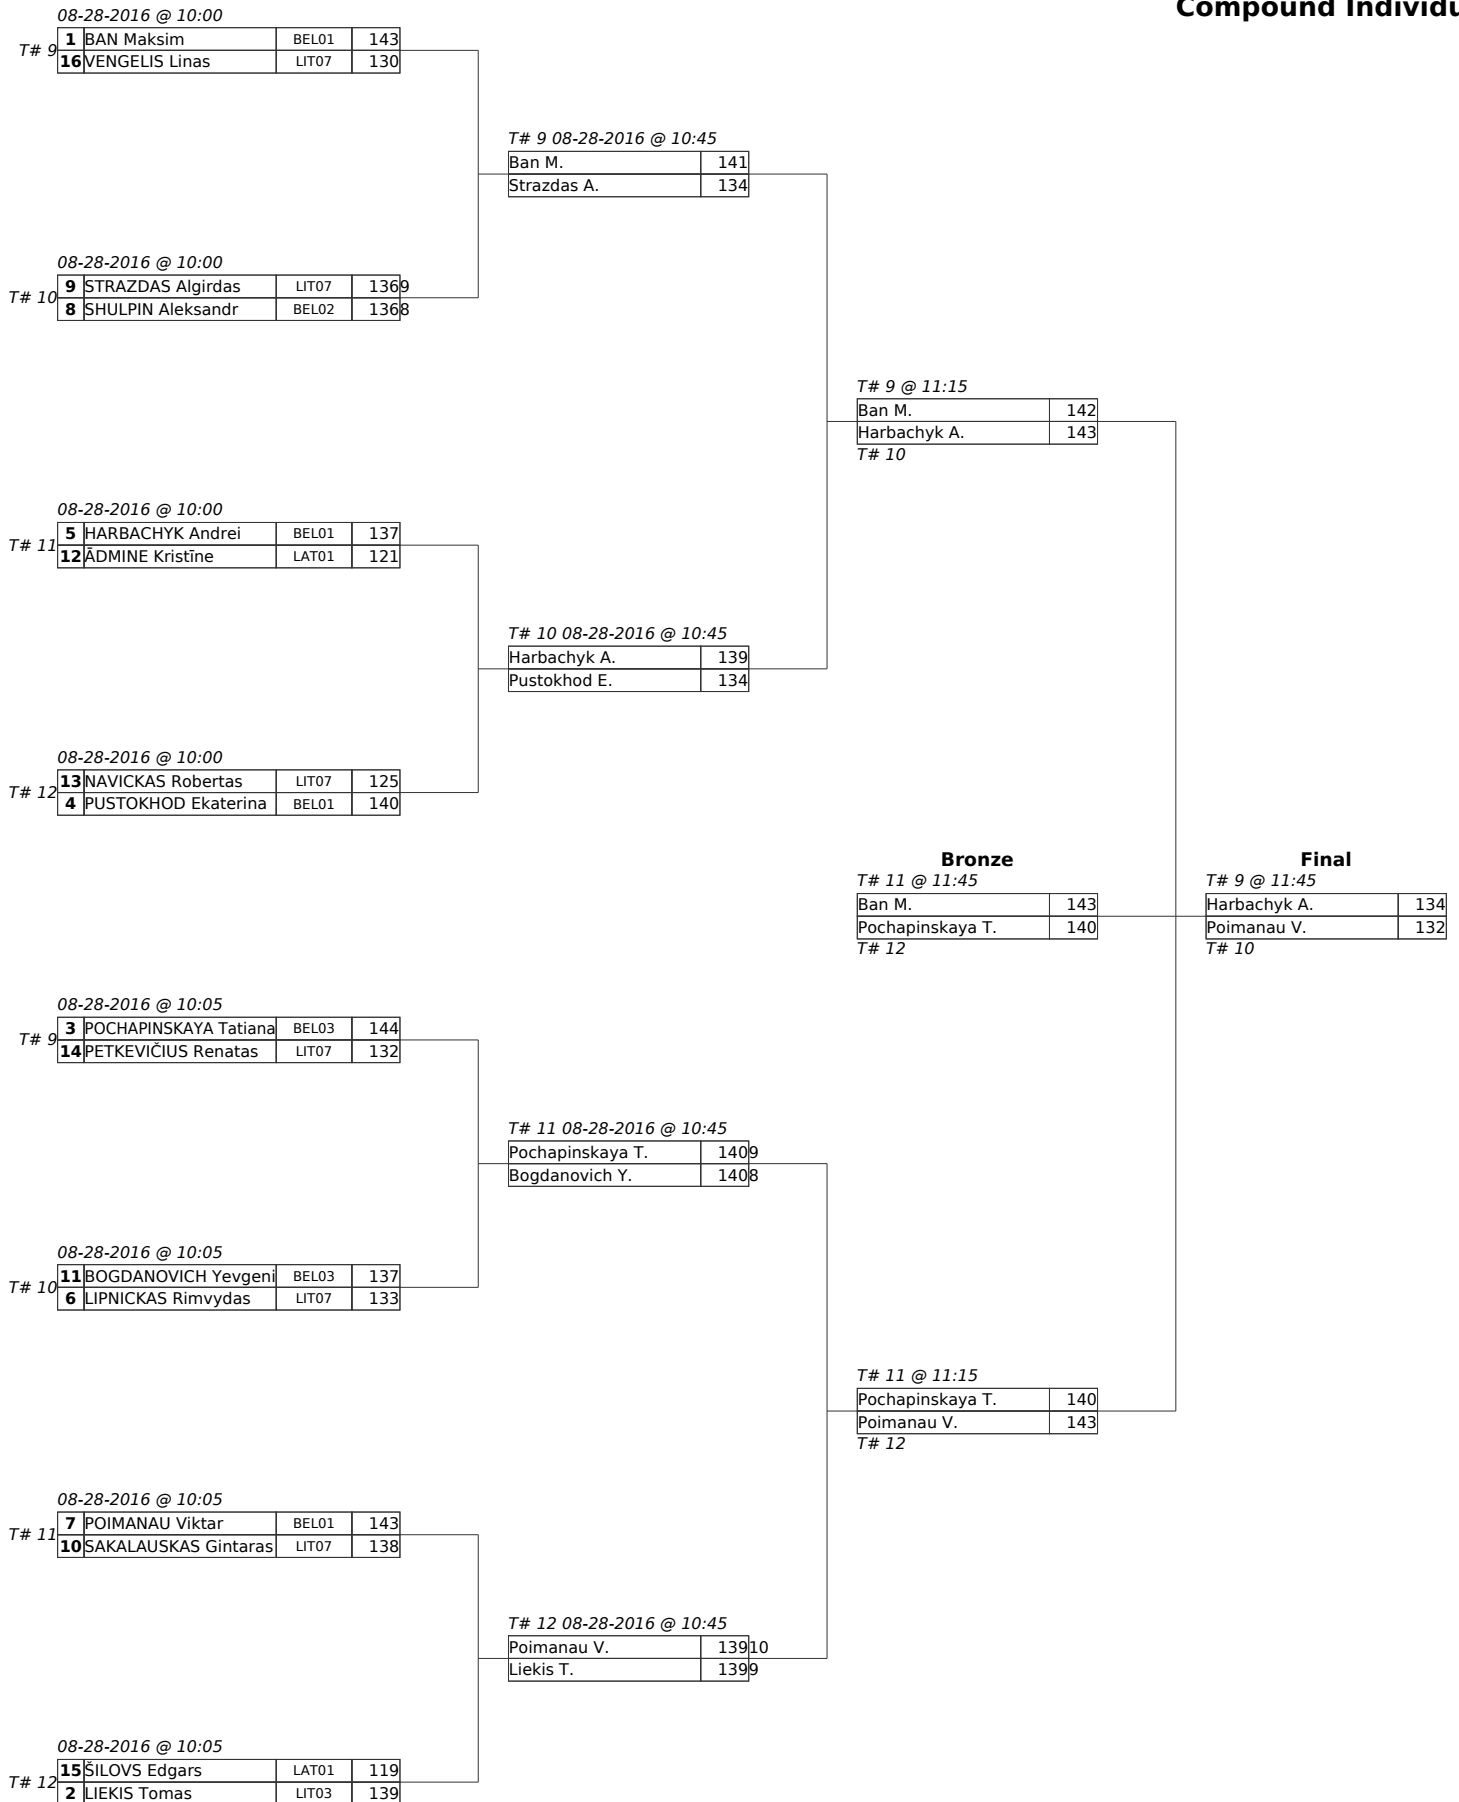 Compound Individu
08-28-2016 @ 10:00
T# 9
1 BAN Maksim BEL01 143
16 VENGELIS Linas LIT07 130
T# 9 08-28-2016 @ 10:45
Ban M. 141
Strazdas A. 134
08-28-2016 @ 10:00
T# 10
9 STRAZDAS Algirdas LIT07 136 9
8 SHULPIN Aleksandr BEL02 136 8
T# 9 @ 11:15
Ban M. 142
Harbachyk A. 143
T# 10
08-28-2016 @ 10:00
T# 11
5 HARBACHYK Andrei BEL01 137
12 ĀDMINE Kristīne LAT01 121
T# 10 08-28-2016 @ 10:45
Harbachyk A. 139
Pustokhod E. 134
08-28-2016 @ 10:00
T# 12
13 NAVICKAS Robertas LIT07 125
4 PUSTOKHOD Ekaterina BEL01 140
Bronze
T# 11 @ 11:45
Ban M. 143
Pochapinskaya T. 140
T# 12
Final
T# 9 @ 11:45
Harbachyk A. 134
Poimanau V. 132
T# 10
08-28-2016 @ 10:05
T# 9
3 POCHAPINSKAYA Tatiana BEL03 144
14 PETKEVIČIUS Renatas LIT07 132
T# 11 08-28-2016 @ 10:45
Pochapinskaya T. 140 9
Bogdanovich Y. 140 8
08-28-2016 @ 10:05
T# 10
11 BOGDANOVICH Yevgeni BEL03 137
6 LIPNICKAS Rimvydas LIT07 133
T# 11 @ 11:15
Pochapinskaya T. 140
Poimanau V. 143
T# 12
08-28-2016 @ 10:05
T# 11
7 POIMANAU Viktar BEL01 143
10 SAKALAUSKAS Gintaras LIT07 138
T# 12 08-28-2016 @ 10:45
Poimanau V. 139 10
Liekis T. 139 9
08-28-2016 @ 10:05
T# 12
15 ŠILOVS Edgars LAT01 119
2 LIEKIS Tomas LIT03 139